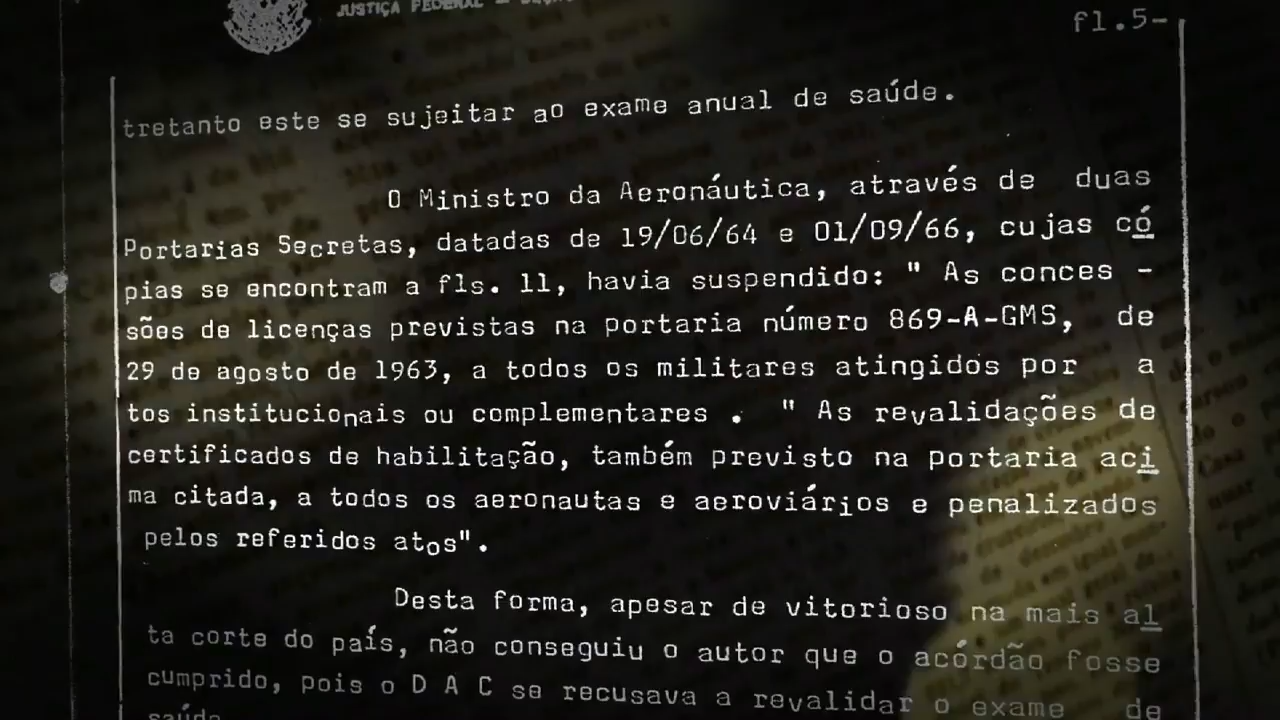 JUSTIÇA FEDERAL
fl.5-
tretanto este se sujeitar ao exame anual de saúde.
O Ministro da Aeronáutica, através de duas
Portarias Secretas, datadas de 19/06/64 e 01/09/66, cujas có
pias se encontram a fls. 11, havia suspendido: " As conces -
sões de licenças previstas na portaria número 869-A-GMS, de
29 de agosto de 1963, a todos os militares atingidos por a
tos institucionais ou complementares . " As revalidações de
certificados de habilitação, também previsto na portaria aci
ma citada, a todos os aeronautas e aeroviários e penalizados
pelos referidos atos".
Desta forma, apesar de vitorioso na mais al
ta corte do país, não conseguiu o autor que o acórdão fosse
cumprido, pois o D A C se recusava a revalidar o exame de
saúde